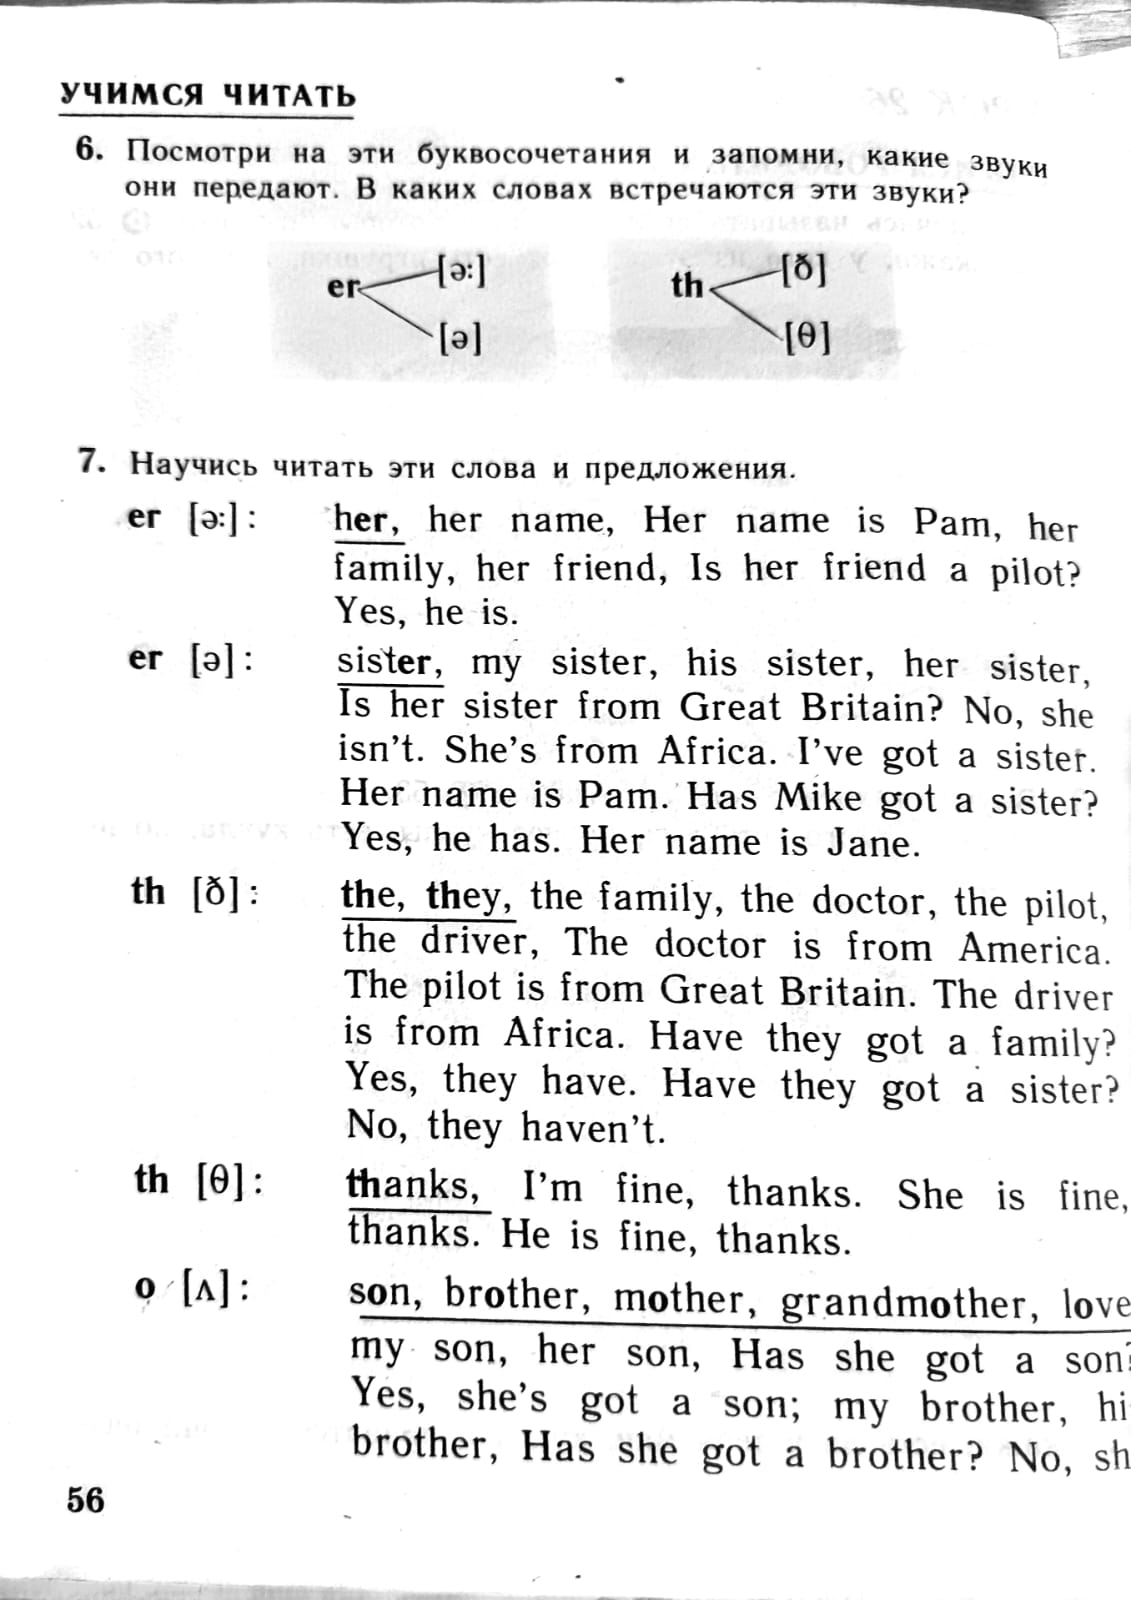 УЧИМСЯ ЧИТАТЬ
6. Посмотри на эти буквосочетания и запомни, какие звуки
они передают. В каких словах встречаются эти звуки?
er [ə:] [ə]
th [ð] [θ]
7. Научись читать эти слова и предложения.
er [ə:]: her, her name, Her name is Pam, her
family, her friend, Is her friend a pilot?
Yes, he is.
er [ə]: sister, my sister, his sister, her sister,
Is her sister from Great Britain? No, she
isn't. She's from Africa. I've got a sister.
Her name is Pam. Has Mike got a sister?
Yes, he has. Her name is Jane.
th [ð]: the, they, the family, the doctor, the pilot,
the driver, The doctor is from America.
The pilot is from Great Britain. The driver
is from Africa. Have they got a family?
Yes, they have. Have they got a sister?
No, they haven't.
th [θ]: thanks, I'm fine, thanks. She is fine,
thanks. He is fine, thanks.
o [ʌ]: son, brother, mother, grandmother, love
my son, her son, Has she got a son?
Yes, she's got a son; my brother, hi
brother, Has she got a brother? No, sh
56